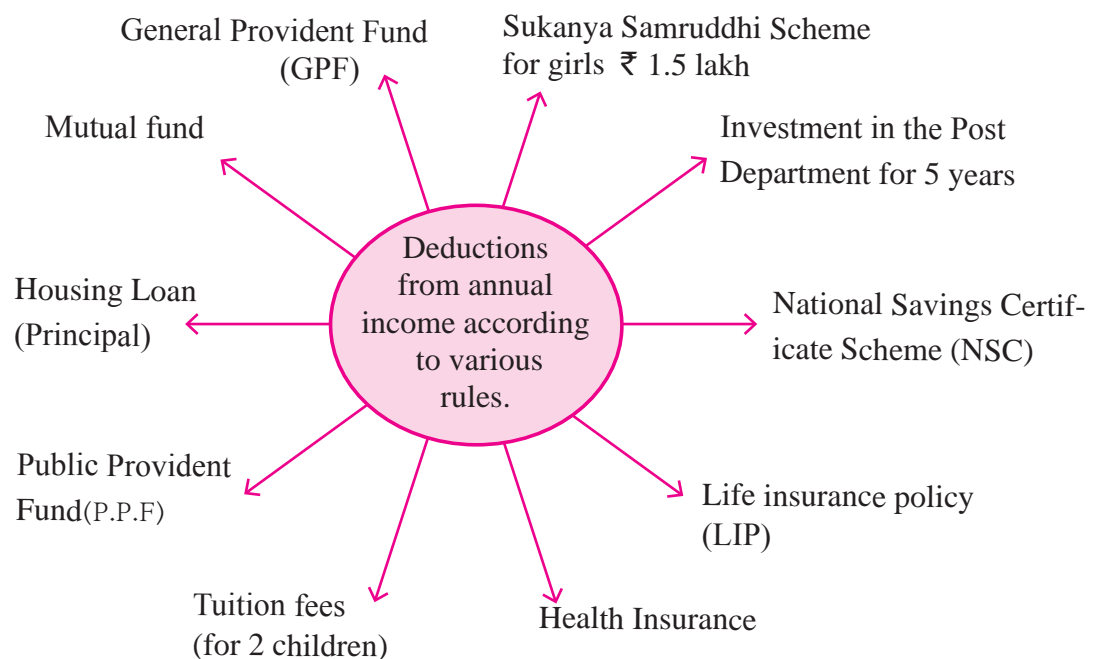 General Provident Fund
(GPF)
Sukanya Samruddhi Scheme
for girls ₹ 1.5 lakh
Mutual fund
Investment in the Post
Department for 5 years
Deductions
from annual
income according
to various
rules.
Housing Loan
(Principal)
National Savings Certif-
icate Scheme (NSC)
Public Provident
Fund(P.P.F)
Life insurance policy
(LIP)
Tuition fees
(for 2 children)
Health Insurance